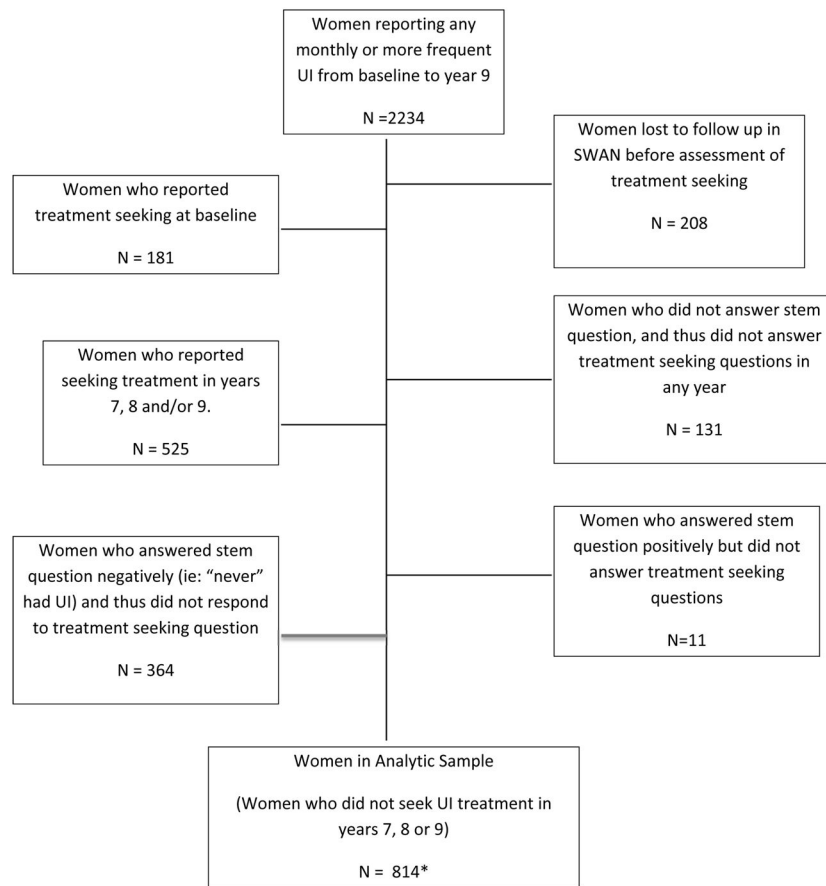 Women reporting any
monthly or more frequent
UI from baseline to year 9
N =2234
Women lost to follow up in
SWAN before assessment of
treatment seeking
N = 208
Women who reported
treatment seeking at baseline
N = 181
Women who did not answer stem
question, and thus did not answer
treatment seeking questions in
any year
N = 131
Women who reported
seeking treatment in years
7, 8 and/or 9.
N = 525
Women who answered stem
question positively but did not
answer treatment seeking
questions
N=11
Women who answered stem
question negatively (ie: “never”
had UI) and thus did not respond
to treatment seeking question
N = 364
Women in Analytic Sample
(Women who did not seek UI treatment in
years 7, 8 or 9)
N =  814*